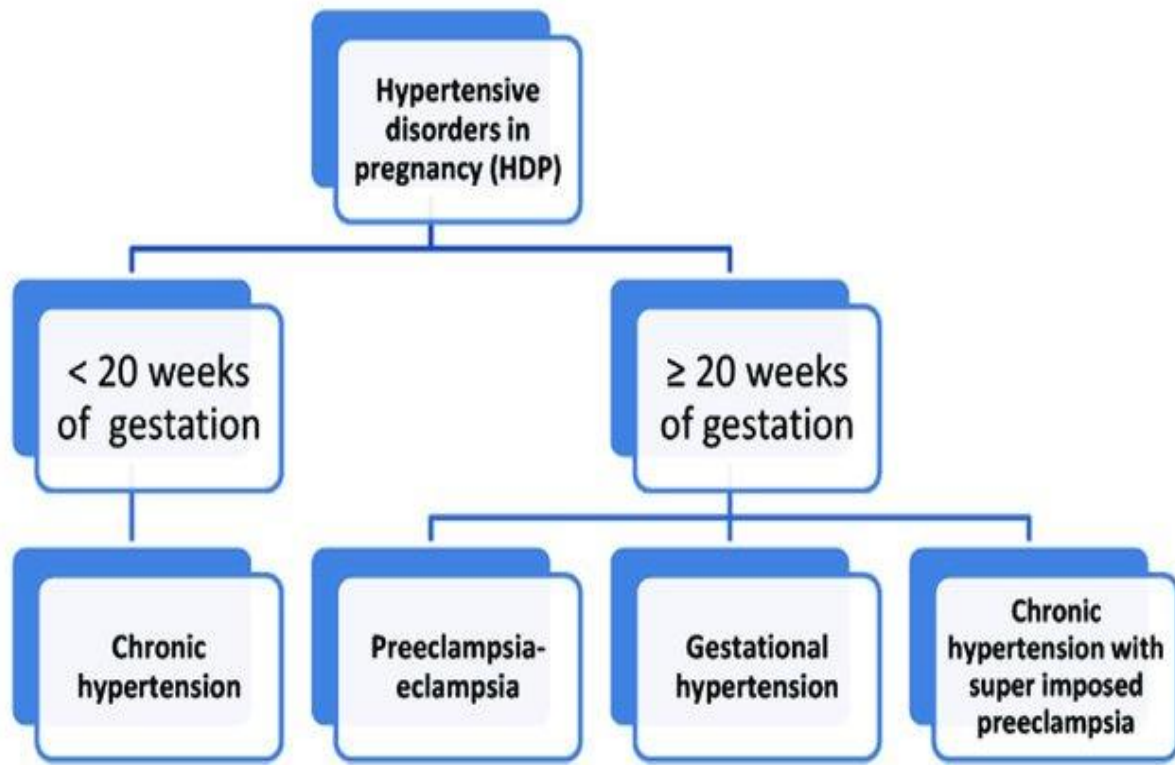 Hypertensive
disorders in
pregnancy (HDP)
< 20 weeks
of gestation
≥ 20 weeks
of gestation
Chronic
hypertension
Preeclampsia-
eclampsia
Gestational
hypertension
Chronic
hypertension with
super imposed
preeclampsia